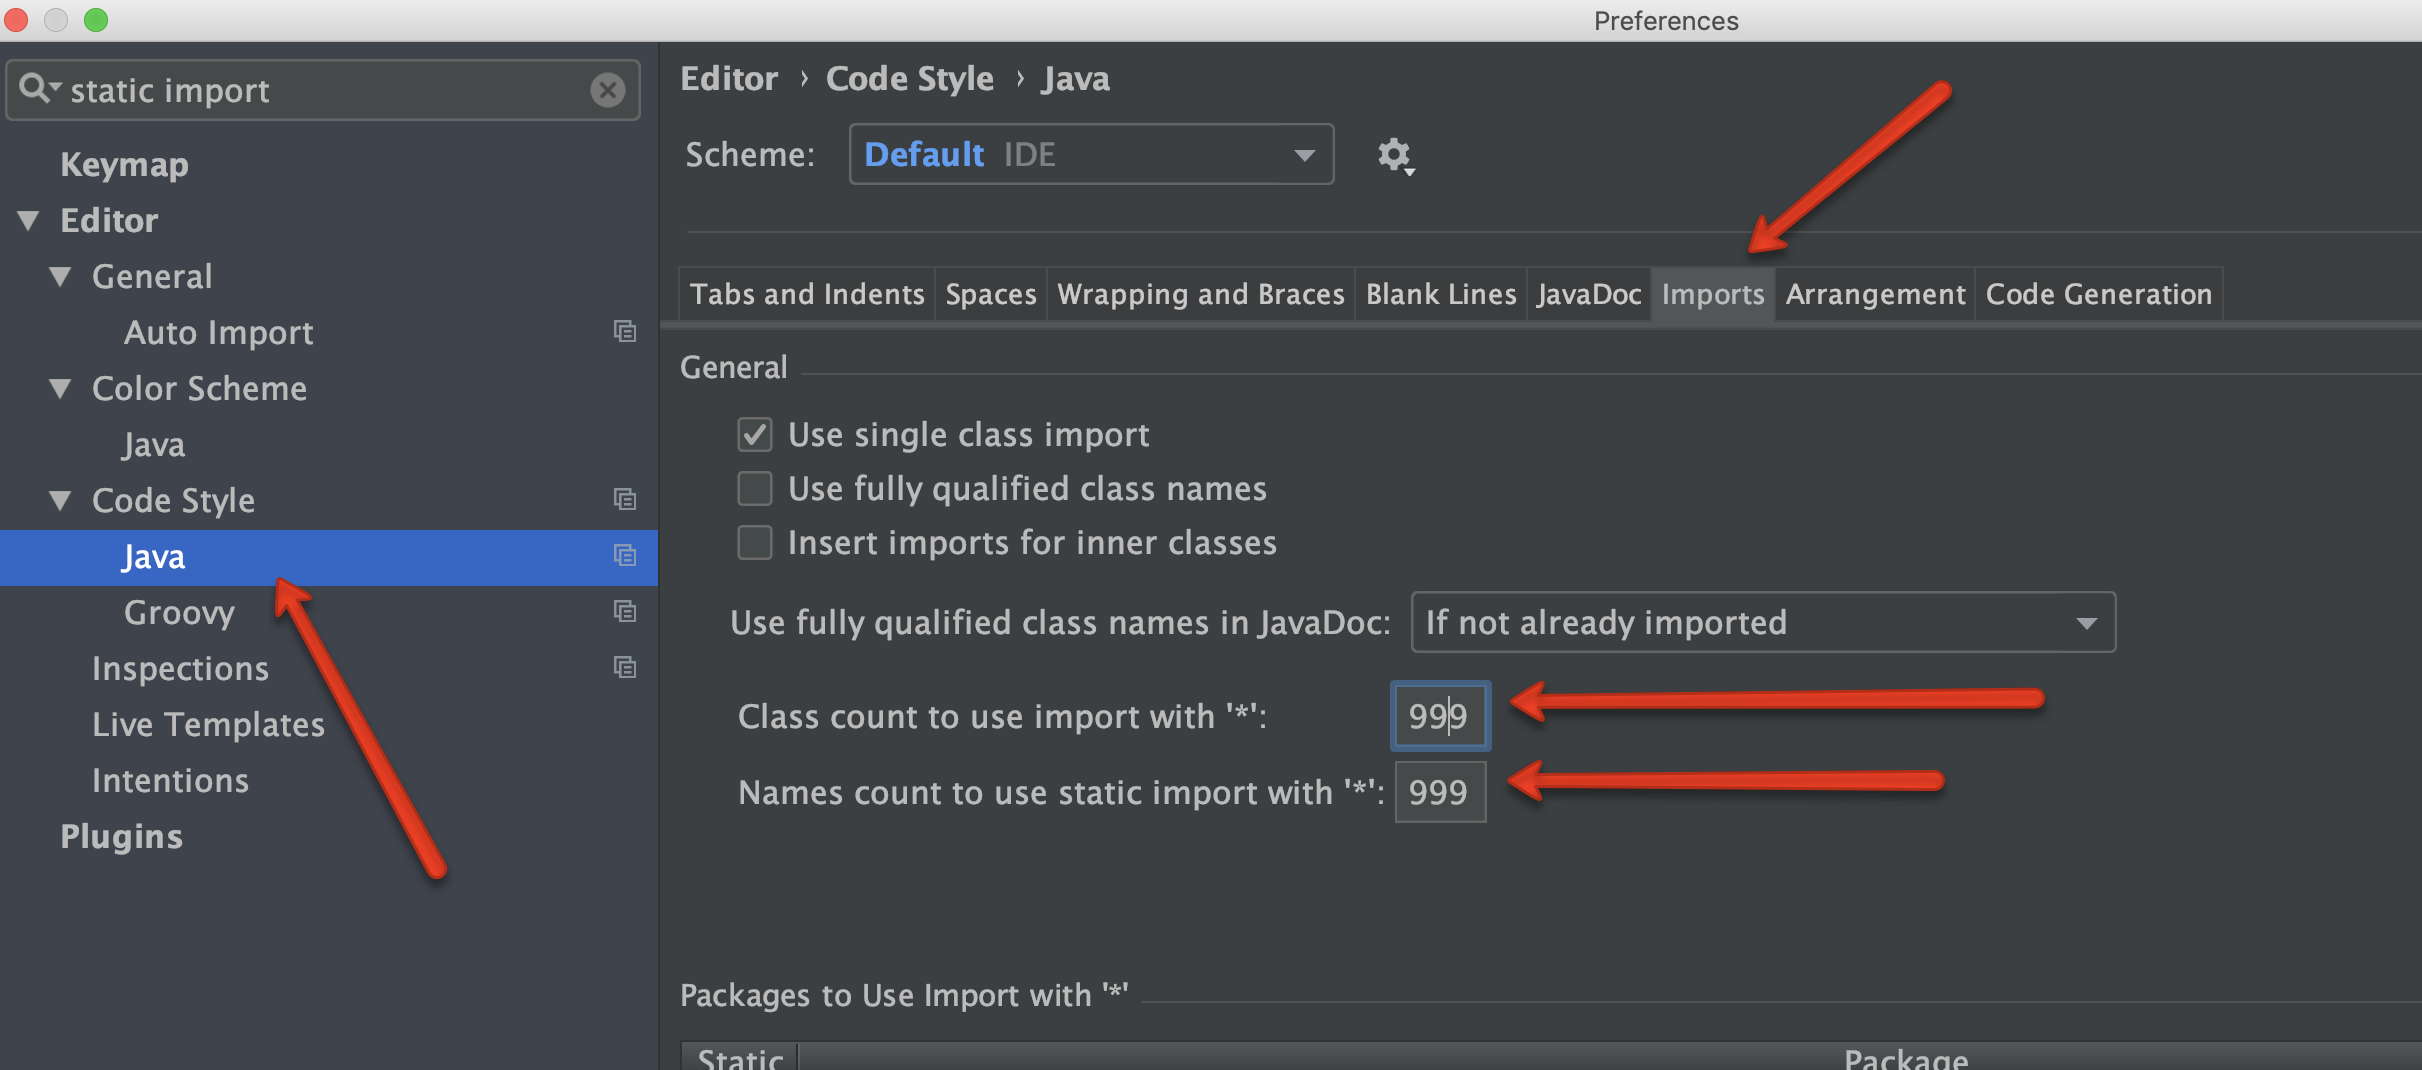 Preferences
static import
Keymap
Editor
General
Auto Import
Color Scheme
Java
Code Style
Java
Groovy
Inspections
Live Templates
Intentions
Plugins
Editor › Code Style › Java
Scheme: Default IDE
Tabs and Indents Spaces Wrapping and Braces Blank Lines JavaDoc Imports Arrangement Code Generation
General
Use single class import
Use fully qualified class names
Insert imports for inner classes
Use fully qualified class names in JavaDoc: If not already imported
Class count to use import with '*': 999
Names count to use static import with '*': 999
Packages to Use Import with '*'
Static Package